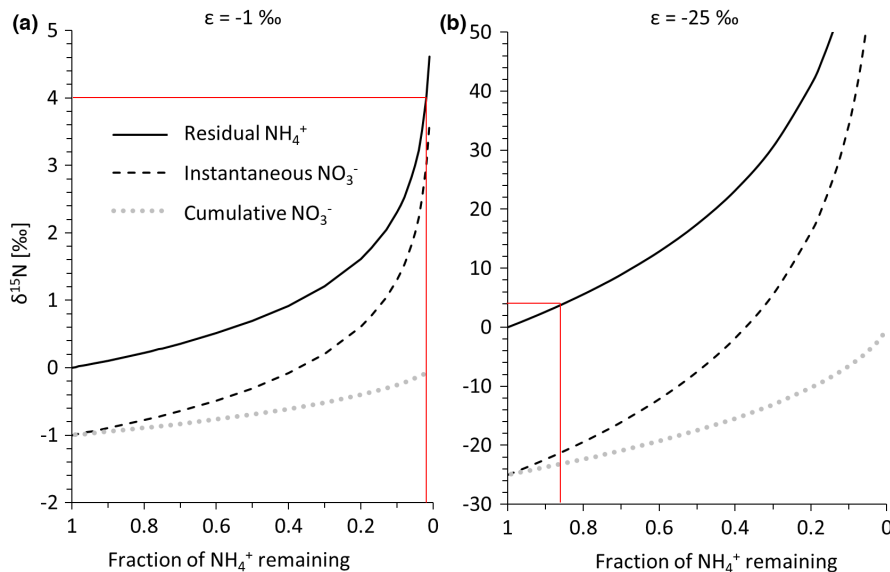 (a)
ε = -1 ‰
5
4
3
2
1
0
-1
-2
δ15N [‰]
Residual NH4+
Instantaneous NO3-
Cumulative NO3-
1 0.8 0.6 0.4 0.2 0
Fraction of NH4+ remaining
(b)
ε = -25 ‰
50
40
30
20
10
0
-10
-20
-30
1 0.8 0.6 0.4 0.2 0
Fraction of NH4+ remaining